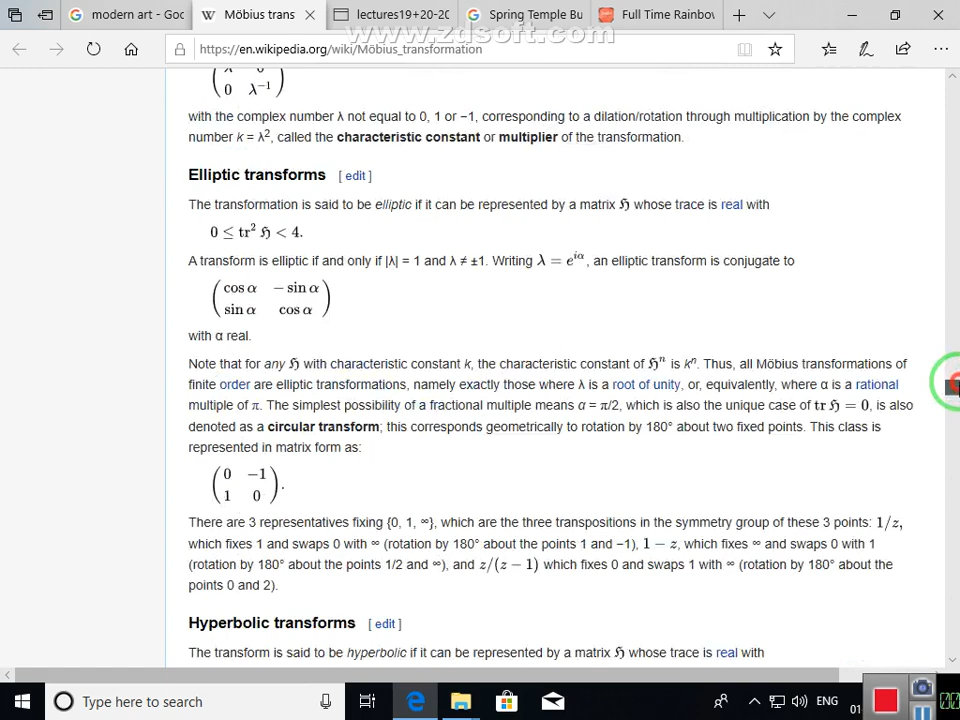 modern art - Goc
W Möbius trans
lectures19+20-20
Spring Temple Bu
Full Time Rainbov
www.zdsoft.com
https://en.wikipedia.org/wiki/Möbius_transformation
0 λ⁻¹
with the complex number λ not equal to 0, 1 or −1, corresponding to a dilation/rotation through multiplication by the complex
number k = λ², called the characteristic constant or multiplier of the transformation.
Elliptic transforms [ edit ]
The transformation is said to be elliptic if it can be represented by a matrix ℌ whose trace is real with
0 ≤ tr² ℌ < 4.
A transform is elliptic if and only if |λ| = 1 and λ ≠ ±1. Writing λ = e^{iα}, an elliptic transform is conjugate to
cos α − sin α
sin α cos α
with α real.
Note that for any ℌ with characteristic constant k, the characteristic constant of ℌⁿ is kⁿ. Thus, all Möbius transformations of
finite order are elliptic transformations, namely exactly those where λ is a root of unity, or, equivalently, where α is a rational
multiple of π. The simplest possibility of a fractional multiple means α = π/2, which is also the unique case of tr ℌ = 0, is also
denoted as a circular transform; this corresponds geometrically to rotation by 180° about two fixed points. This class is
represented in matrix form as:
0 −1
1 0 .
There are 3 representatives fixing {0, 1, ∞}, which are the three transpositions in the symmetry group of these 3 points: 1/z,
which fixes 1 and swaps 0 with ∞ (rotation by 180° about the points 1 and −1), 1 − z, which fixes ∞ and swaps 0 with 1
(rotation by 180° about the points 1/2 and ∞), and z/(z − 1) which fixes 0 and swaps 1 with ∞ (rotation by 180° about the
points 0 and 2).
Hyperbolic transforms [ edit ]
The transform is said to be hyperbolic if it can be represented by a matrix ℌ whose trace is real with
Type here to search
ENG
01